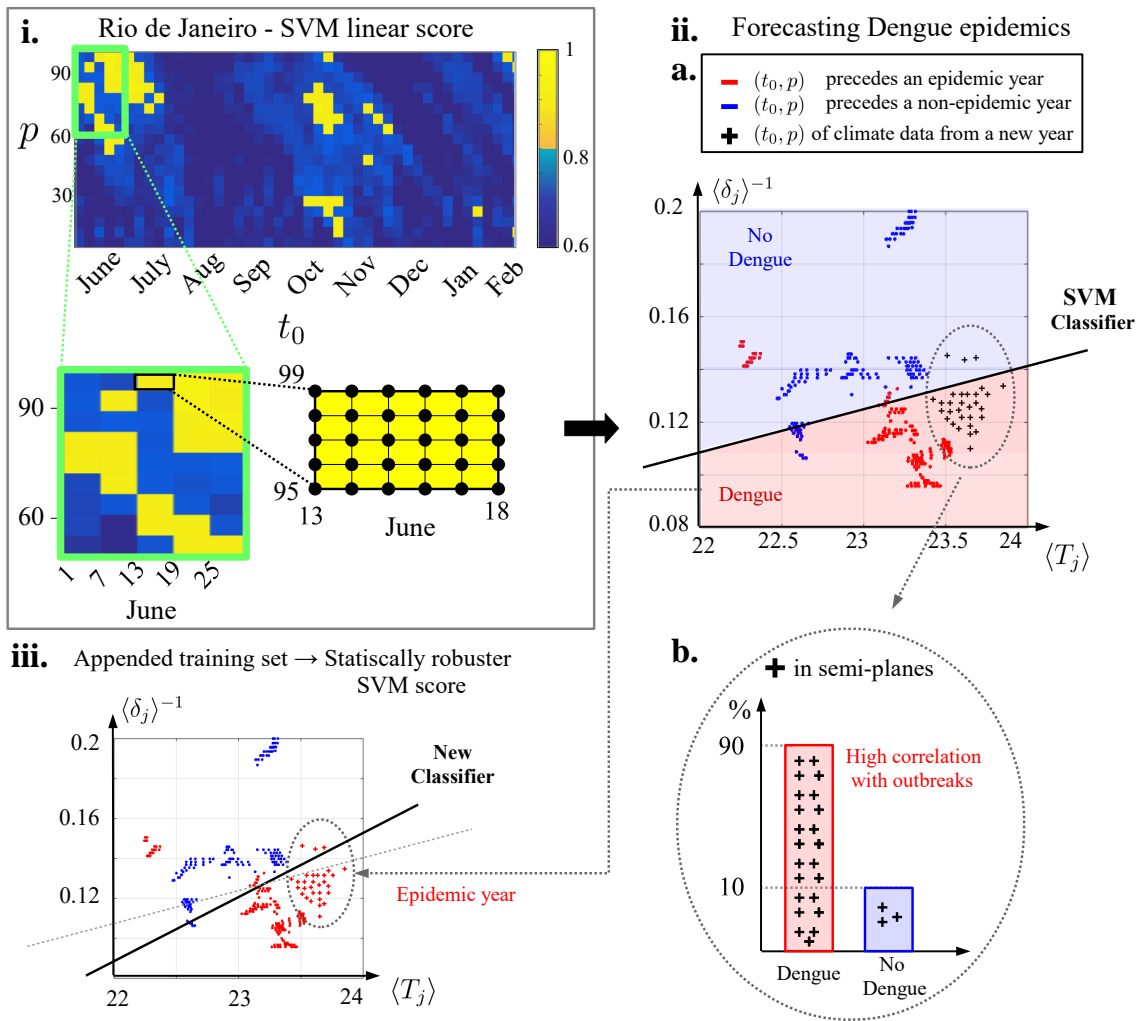 i.
Rio de Janeiro - SVM linear score
90
p
60
30
1
0.8
0.6
June
July
Aug
Sep
Oct
Nov
Dec
Jan
Feb
t₀
90
60
1
7
13
19
25
June
99
95
13
18
June
ii.
Forecasting Dengue epidemics
a.
(t₀, p) precedes an epidemic year
(t₀, p) precedes a non-epidemic year
(t₀, p) of climate data from a new year
⟨δⱼ⟩⁻¹
0.2
0.16
0.12
0.08
No
Dengue
Dengue
SVM
Classifier
22
22.5
23
23.5
24
⟨Tⱼ⟩
iii.
Appended training set → Statiscally robuster
SVM score
⟨δⱼ⟩⁻¹
0.2
0.16
0.12
New
Classifier
Epidemic year
22
23
24
⟨Tⱼ⟩
b.
+ in semi-planes
%
90
10
High correlation
with outbreaks
Dengue
No
Dengue